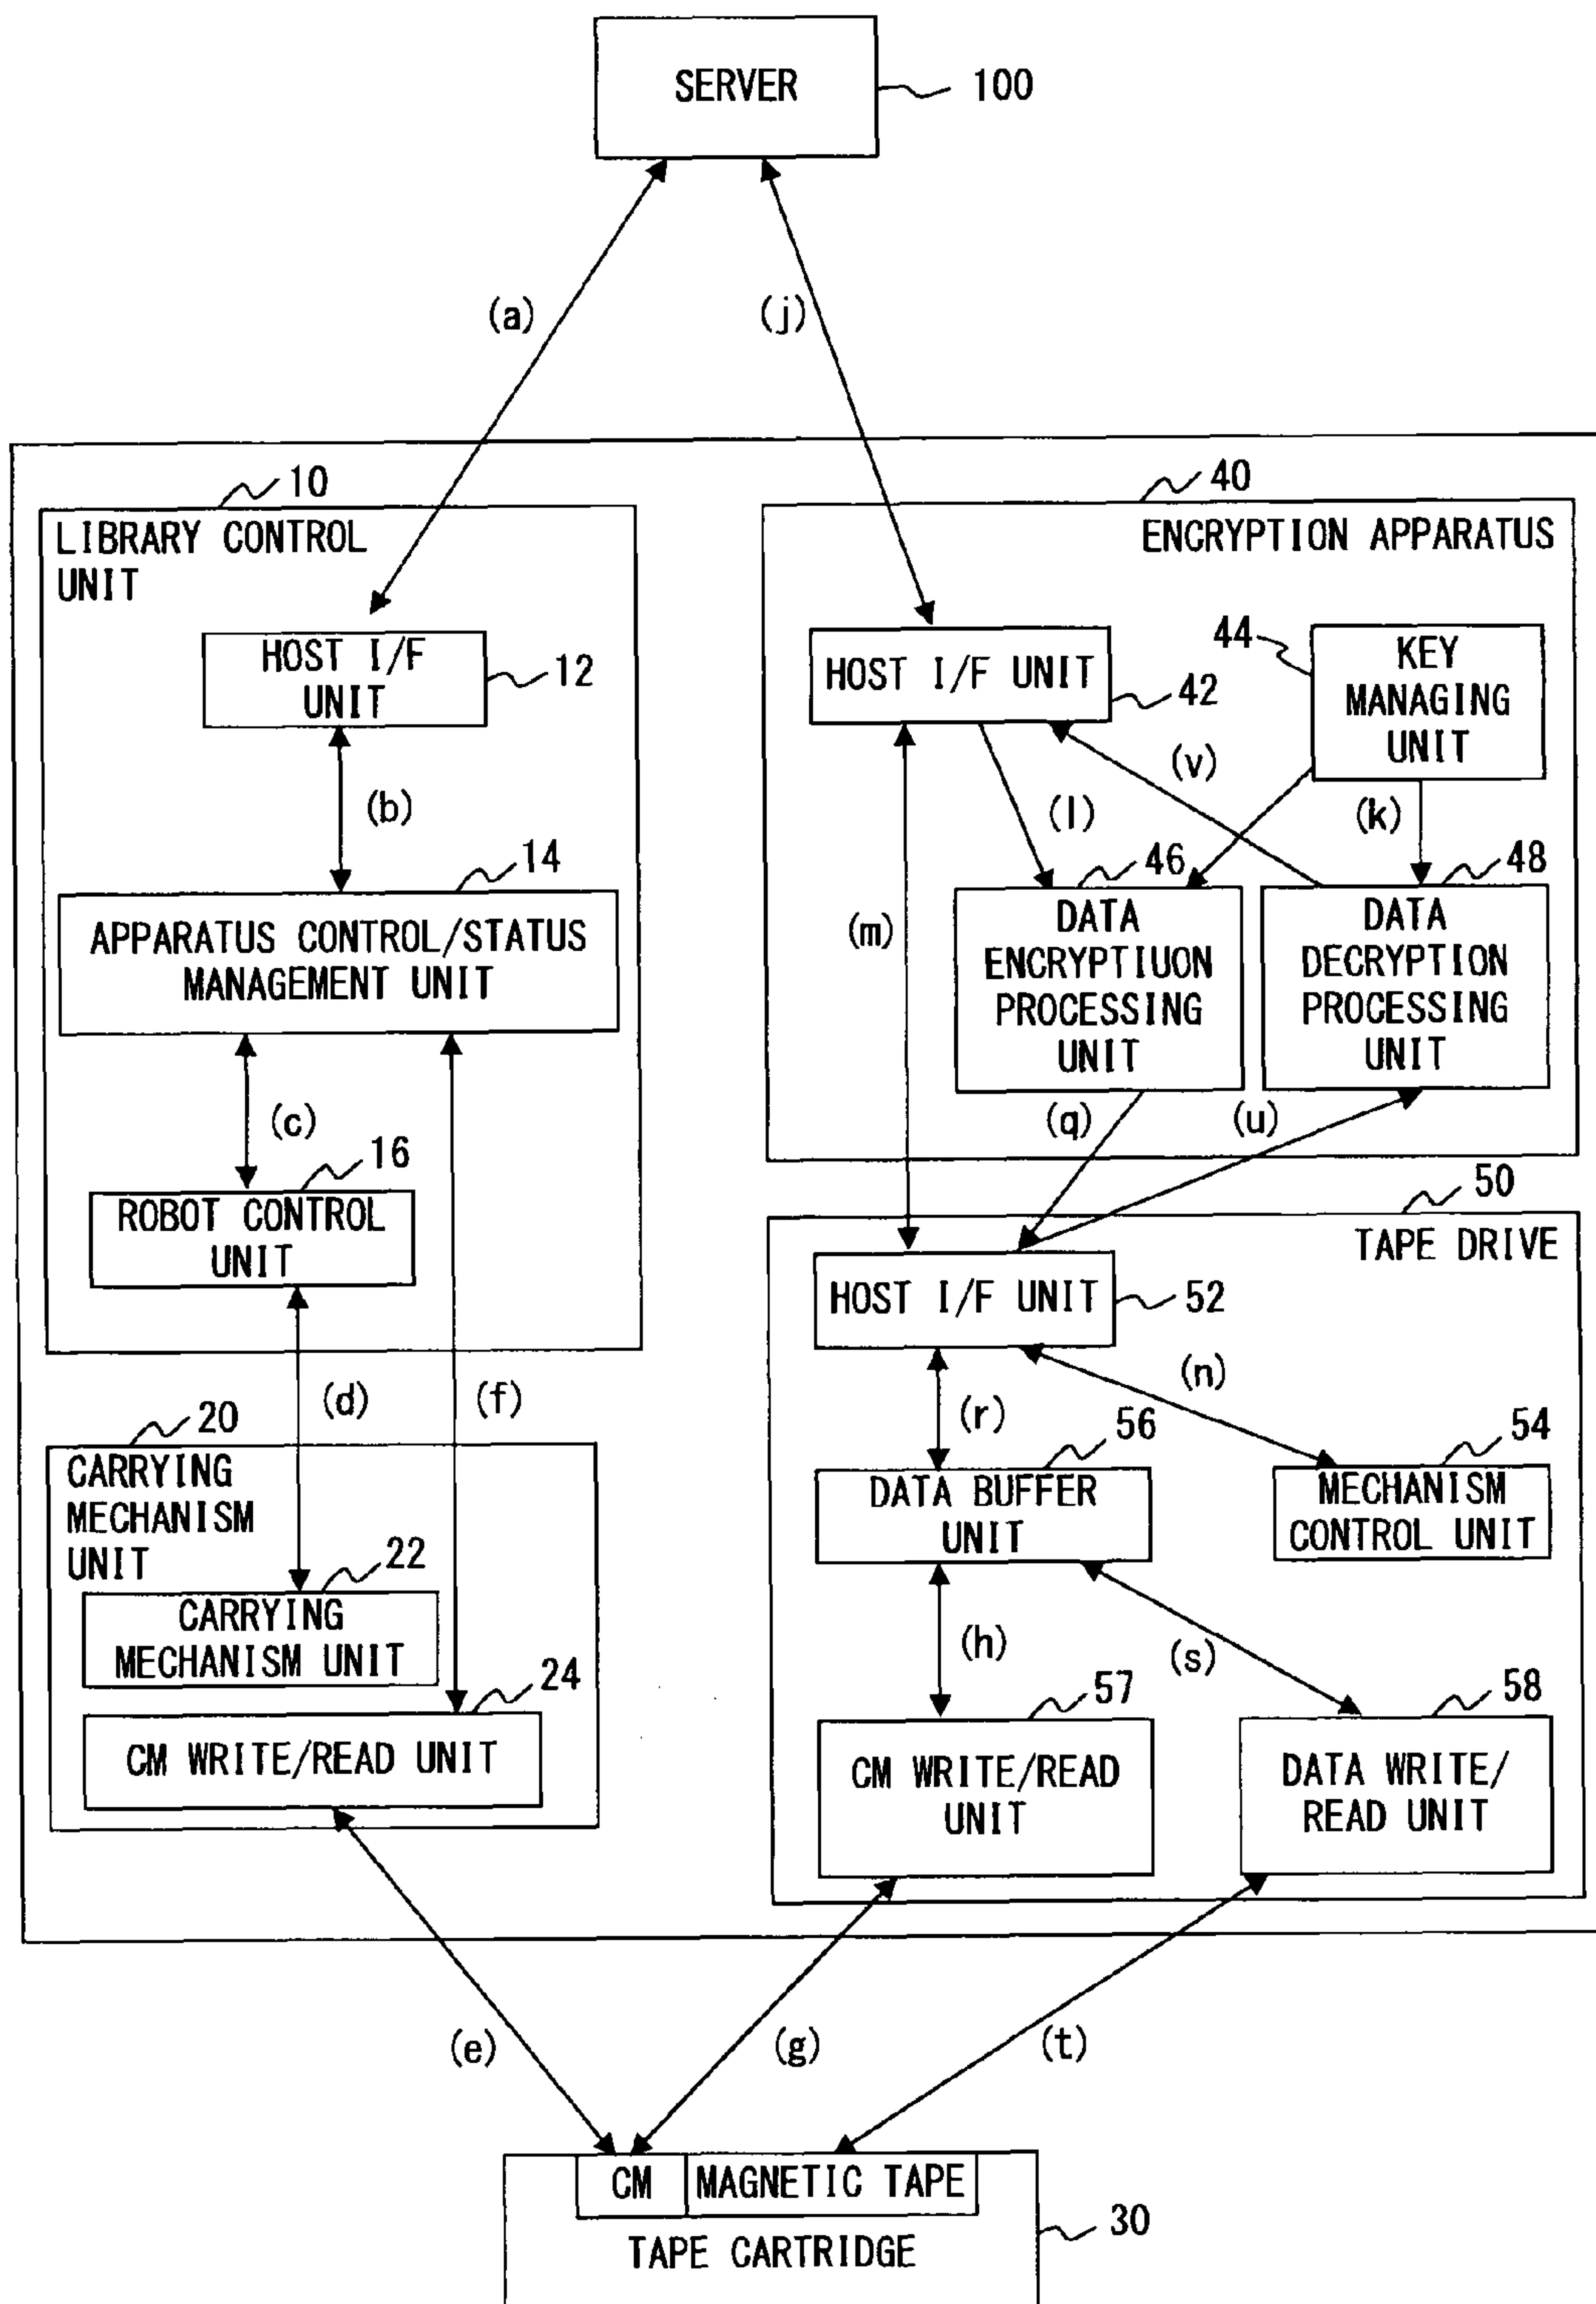 SERVER
100
(a)
(j)
10
LIBRARY CONTROL
UNIT
HOST I/F
UNIT
12
(b)
14
APPARATUS CONTROL/STATUS
MANAGEMENT UNIT
(c)
16
ROBOT CONTROL
UNIT
(d)
(f)
20
CARRYING
MECHANISM
UNIT
22
CARRYING
MECHANISM UNIT
24
CM WRITE/READ UNIT
40
ENCRYPTION APPARATUS
HOST I/F UNIT
42
44
KEY
MANAGING
UNIT
(v)
(l)
(k)
(m)
46
DATA
ENCRYPTIUON
PROCESSING
UNIT
48
DATA
DECRYPTION
PROCESSING
UNIT
(q)
(u)
50
TAPE DRIVE
HOST I/F UNIT
52
(n)
(r)
56
DATA BUFFER
UNIT
54
MECHANISM
CONTROL UNIT
(h)
(s)
57
CM WRITE/READ
UNIT
58
DATA WRITE/
READ UNIT
(e)
(g)
(t)
CM
MAGNETIC TAPE
TAPE CARTRIDGE
30